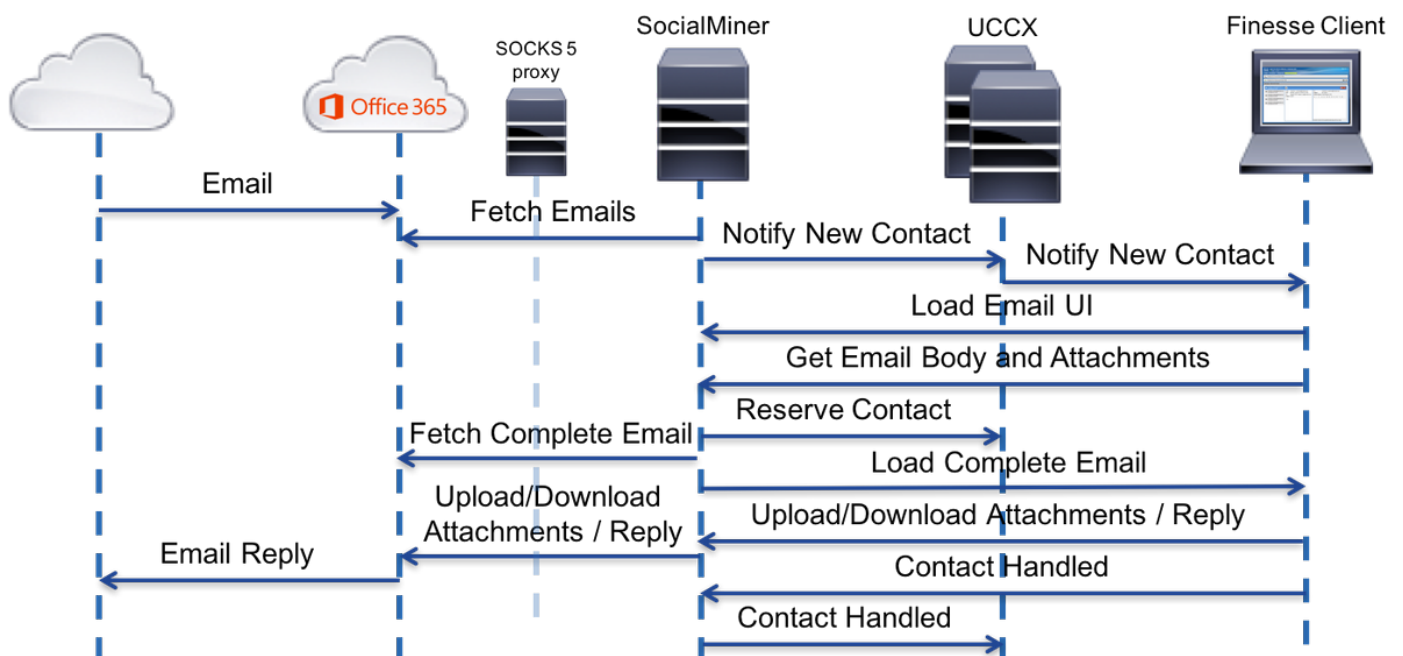 SocialMiner
UCCX
Finesse Client
SOCKS 5
proxy
Office 365
Email
Fetch Emails
Notify New Contact
Notify New Contact
Load Email UI
Get Email Body and Attachments
Reserve Contact
Fetch Complete Email
Load Complete Email
Upload/Download
Attachments / Reply
Upload/Download Attachments / Reply
Email Reply
Contact Handled
Contact Handled